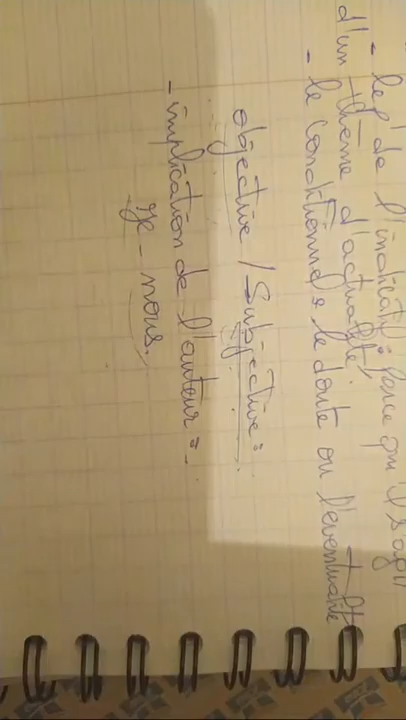 - le p de l'indicatif : parce qu'il s'agit
d'un thème d'actualité,
- le conditionnel : le doute ou l'éventualité
objective / Subjective :
- implication de l'auteur :
je - nous.